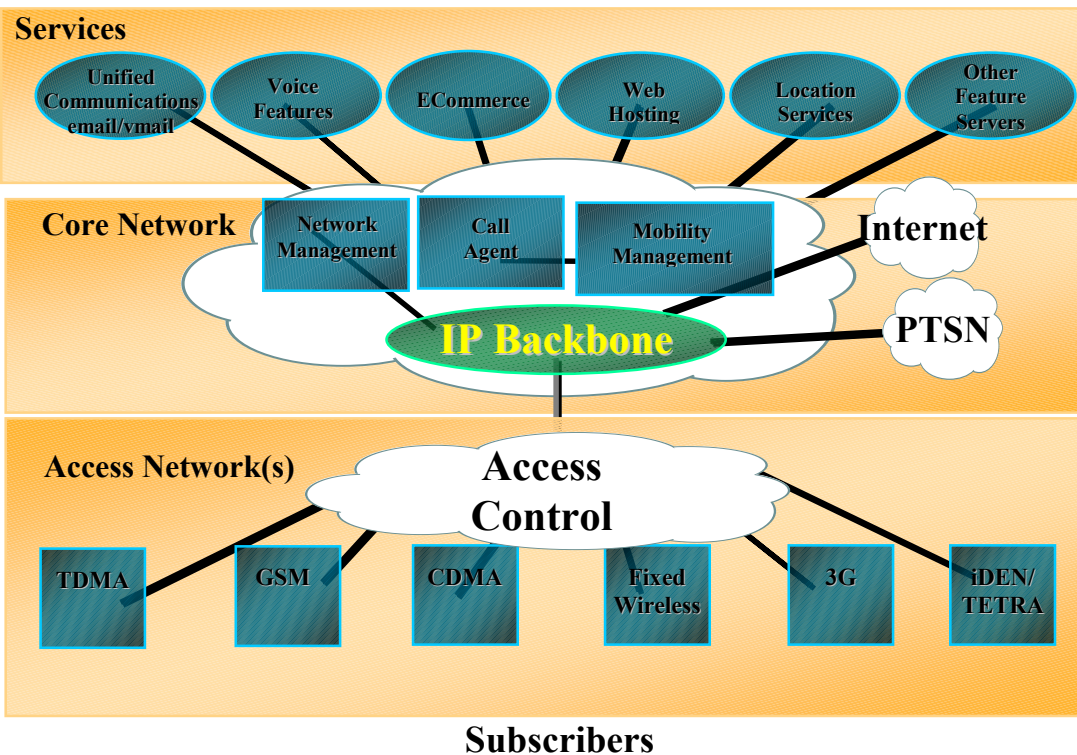 Services
Unified
Communications
email/vmail
Voice
Features
ECommerce
Web
Hosting
Location
Services
Other
Feature
Servers
Core Network
Network
Management
Call
Agent
Mobility
Management
Internet
IP Backbone
PTSN
Access Network(s)
Access
Control
TDMA
GSM
CDMA
Fixed
Wireless
3G
iDEN/
TETRA
Subscribers